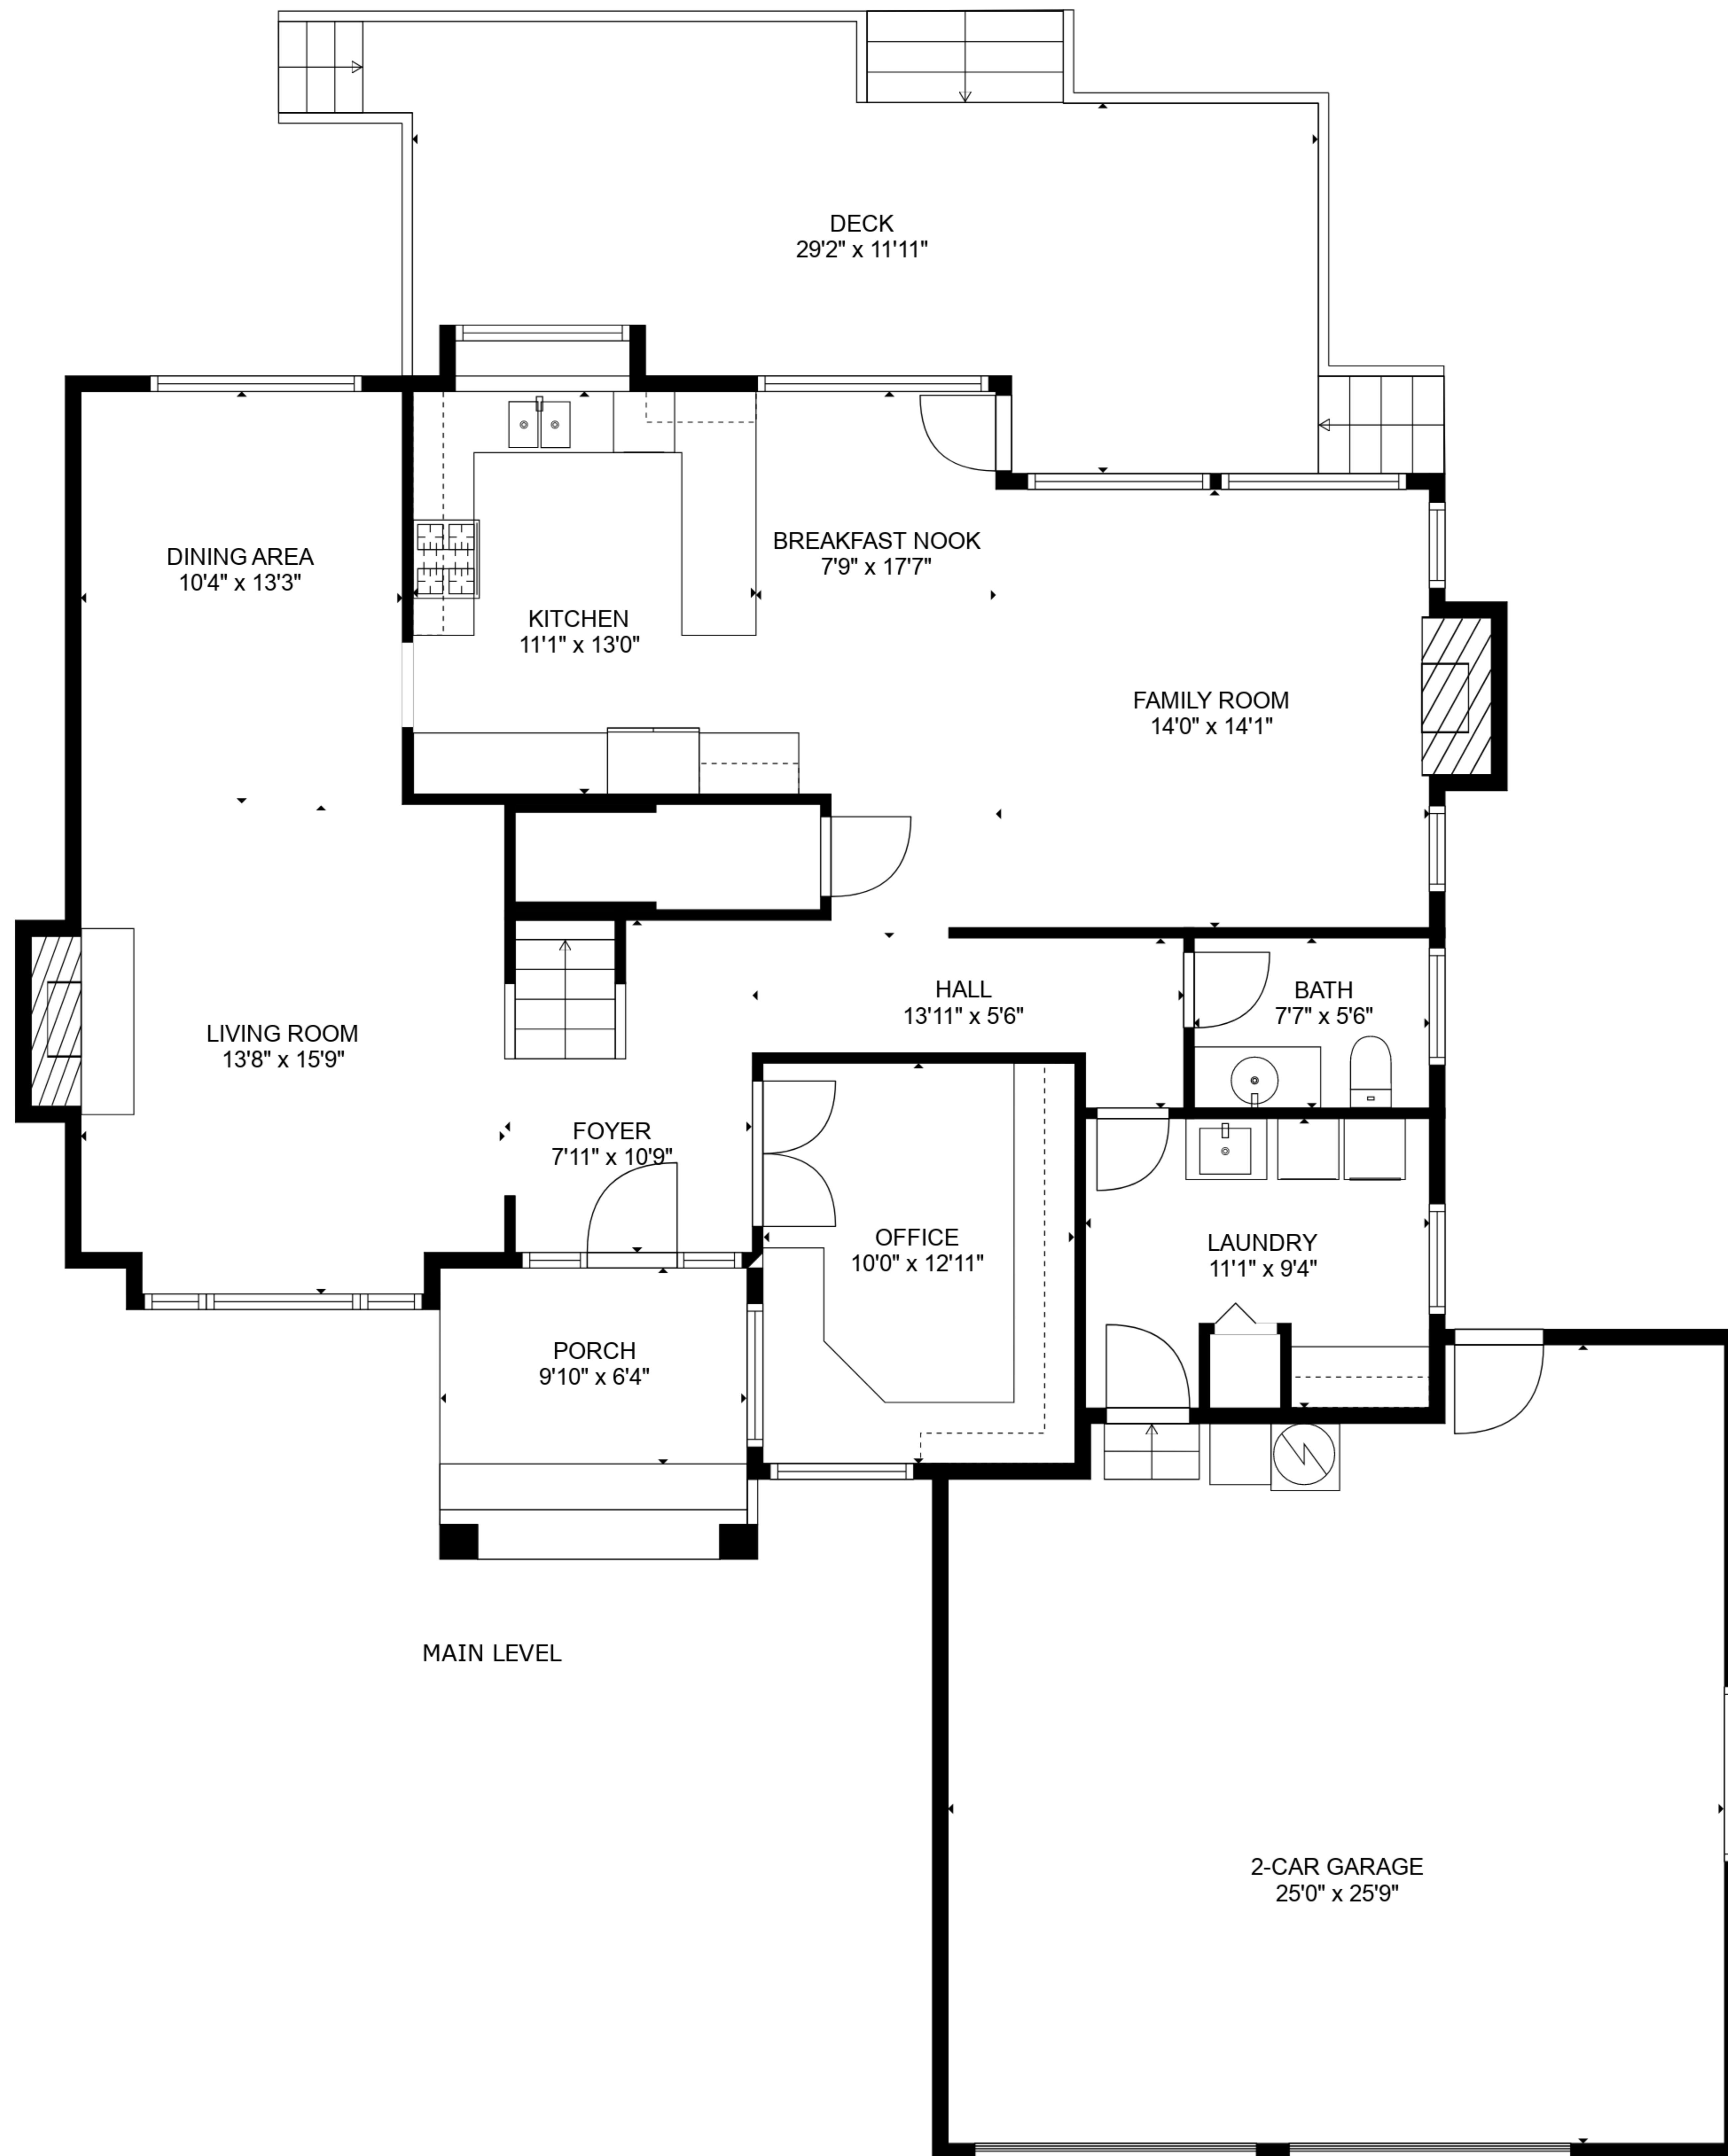 DECK
29'2" x 11'11"
DINING AREA
10'4" x 13'3"
BREAKFAST NOOK
7'9" x 17'7"
KITCHEN
11'1" x 13'0"
FAMILY ROOM
14'0" x 14'1"
HALL
13'11" x 5'6"
BATH
7'7" x 5'6"
LIVING ROOM
13'8" x 15'9"
FOYER
7'11" x 10'9"
OFFICE
10'0" x 12'11"
LAUNDRY
11'1" x 9'4"
PORCH
9'10" x 6'4"
MAIN LEVEL
2-CAR GARAGE
25'0" x 25'9"